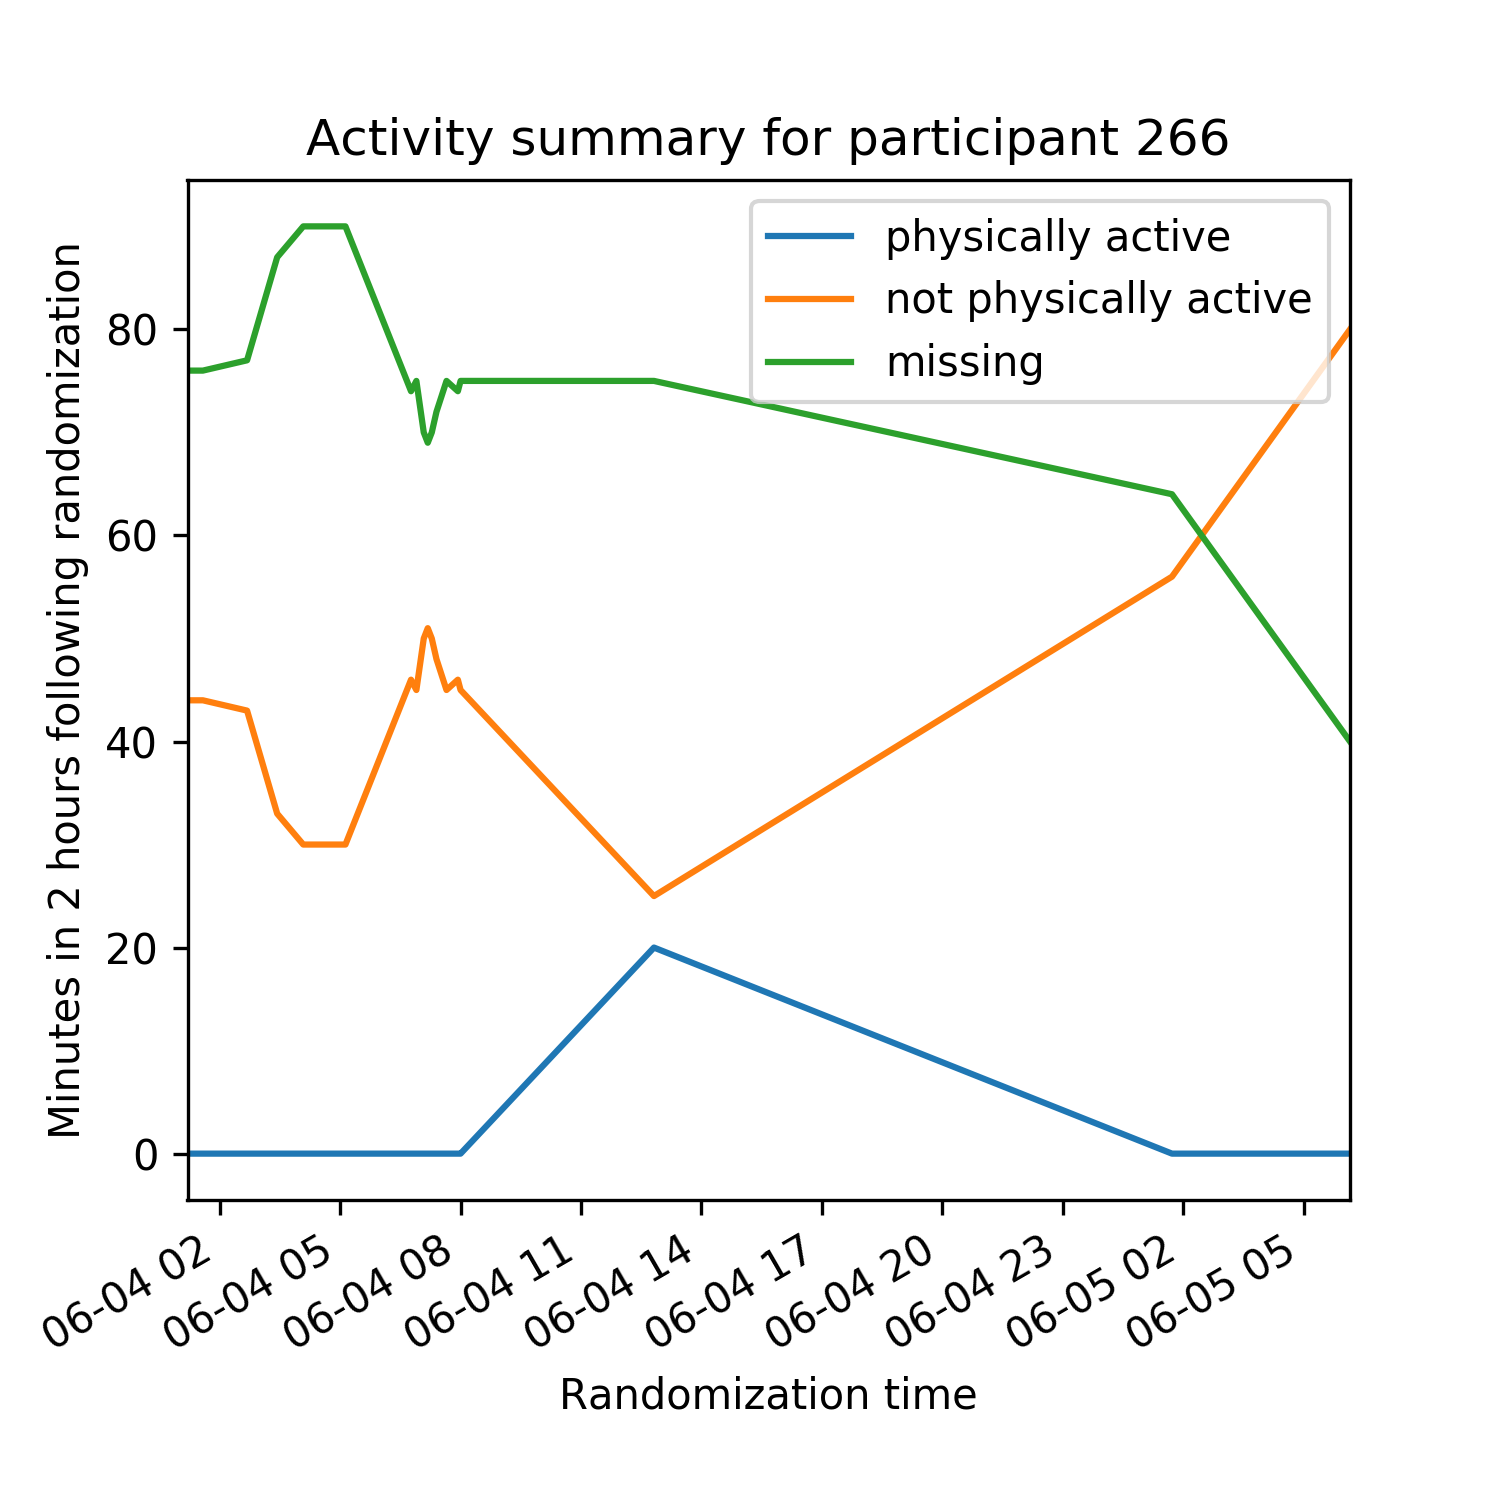 Activity summary for participant 266
physically active
not physically active
missing
Minutes in 2 hours following randomization
80
60
40
20
0
06-04 02
06-04 05
06-04 08
06-04 11
06-04 14
06-04 17
06-04 20
06-04 23
06-05 02
06-05 05
Randomization time